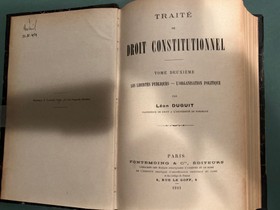 TRAITÉ
DE
DROIT CONSTITUTIONNEL
TOME DEUXIÈME
LES LIBERTÉS PUBLIQUES — L'ORGANISATION POLITIQUE
PAR
LÉON DUGUIT
PARIS
FONTEMOING & Cie, ÉDITEURS
4, RUE LE GOFF, 4
1911